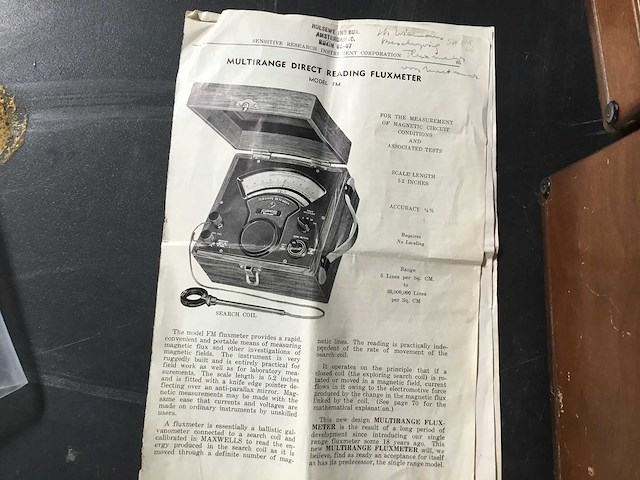 AMSTERDAM-C.
SENSITIVE RESEARCH INSTRUMENT CORPORATION
MULTIRANGE DIRECT READING FLUXMETER
MODEL FM
FOR THE MEASUREMENT
OF MAGNETIC CIRCUIT
CONDITIONS
AND
ASSOCIATED TESTS
SCALE LENGTH
5.2 INCHES
ACCURACY ½%
Requires
No Leveling
Range
5 Lines per Sq. CM.
to
Lines
per Sq. CM
SEARCH COIL
The model FM fluxmeter provides a rapid,
convenient and portable means of measuring
magnetic flux and other investigations of
magnetic fields. The instrument is very
ruggedly built and is entirely practical for
field work as well as for laboratory mea-
surements. The scale length is 5.2 inches
and is fitted with a knife edge pointer de-
flecting over an anti-parallax mirror. Mag-
netic measurements may be made with the
same ease that currents and voltages are
made on ordinary instruments by unskilled
users.
A fluxmeter is essentially a ballistic gal-
vanometer connected to a search coil and
calibrated in MAXWELLS to read the en-
ergy produced in the search coil as it is
moved through a definite number of mag-
netic lines. The reading is practically inde-
pendent of the rate of movement of the
search coil.
It operates on the principle that if a
closed coil (the exploring search coil) is ro-
tated or moved in a magnetic field, current
flows in it owing to the electromotive force
produced by the change in the magnetic flux
linked by the coil. (See page 70 for the
mathematical explanation.)
This new design MULTIRANGE FLUX-
METER is the result of a long period of
development since introducing our single
range fluxmeter some 18 years ago. This
new MULTIRANGE FLUXMETER will, we
believe, find as ready an acceptance for itself
as has its predecessor, the single range model.